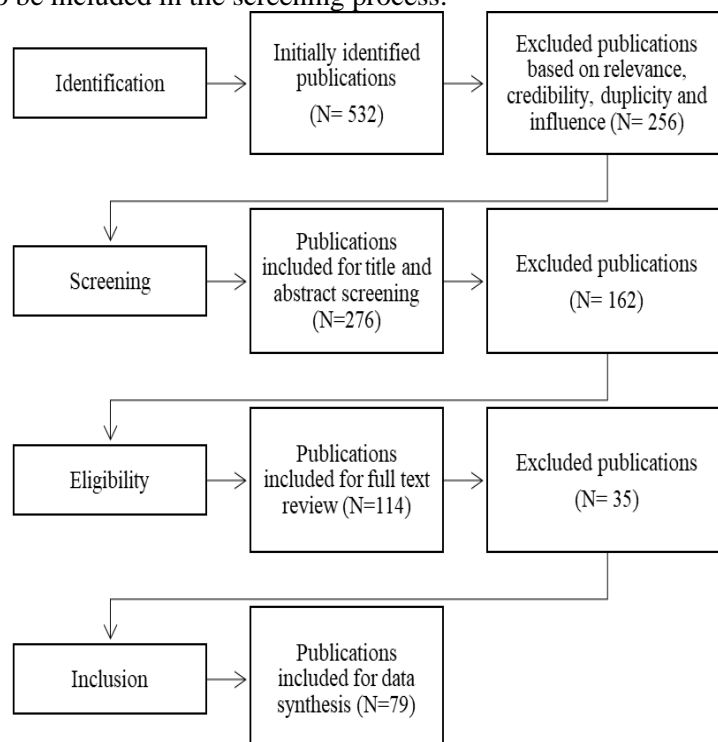 be included in the screening process.
Identification
Initially identified
publications
(N= 532)
Excluded publications
based on relevance,
credibility, duplicity and
influence (N= 256)
Screening
Publications
included for title and
abstract screening
(N=276)
Excluded publications
(N= 162)
Eligibility
Publications
included for full text
review (N=114)
Excluded publications
(N= 35)
Inclusion
Publications
included for data
synthesis (N=79)